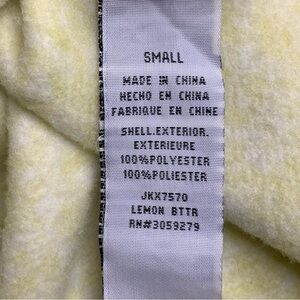 SMALL
MADE IN CHINA
HECHO EN CHINA
FABRIQUE EN CHINE
SHELL.EXTERIOR.
EXTERIEURE
100%POLYESTER
100%POLIESTER
JKX7570
LEMON BTTR
RN#3059279